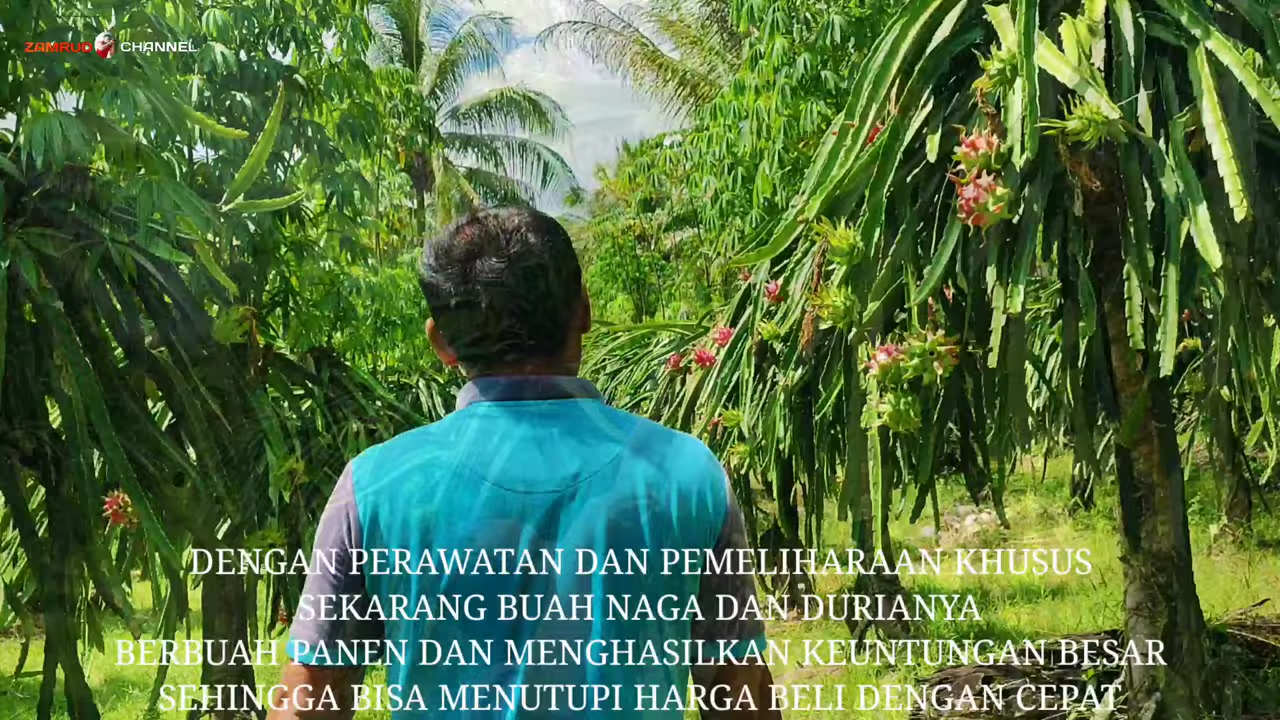 ZAMRUD CHANNEL
DENGAN PERAWATAN DAN PEMELIHARAAN KHUSUS
SEKARANG BUAH NAGA DAN DURIANYA
BERBUAH PANEN DAN MENGHASILKAN KEUNTUNGAN BESAR
SEHINGGA BISA MENUTUPI HARGA BELI DENGAN CEPAT